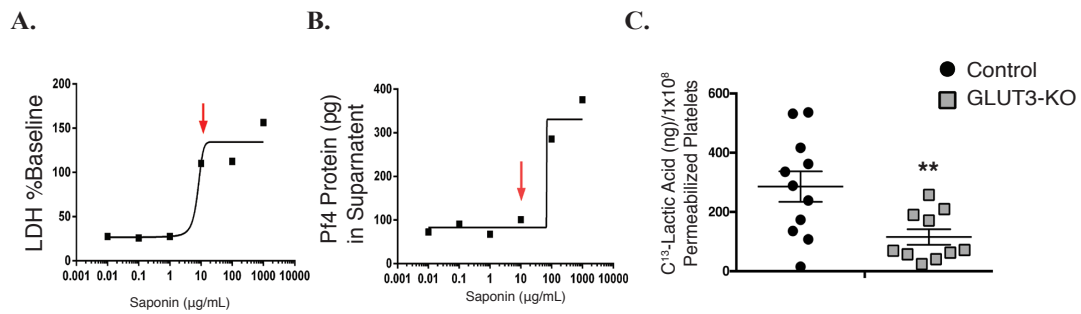 A.
B.
C.
LDH %Baseline
200
150
100
50
0
0.001 0.01 0.1 1 10 100 1000 10000
Saponin (µg/mL)
Pf4 Protein (pg)
in Suparnatent
400
300
200
100
0
0.001 0.01 0.1 1 10 100 1000 10000
Saponin (µg/mL)
C¹³-Lactic Acid (ng)/1x10⁸
Permeabilized Platelets
600
400
200
0
**
Control
GLUT3-KO